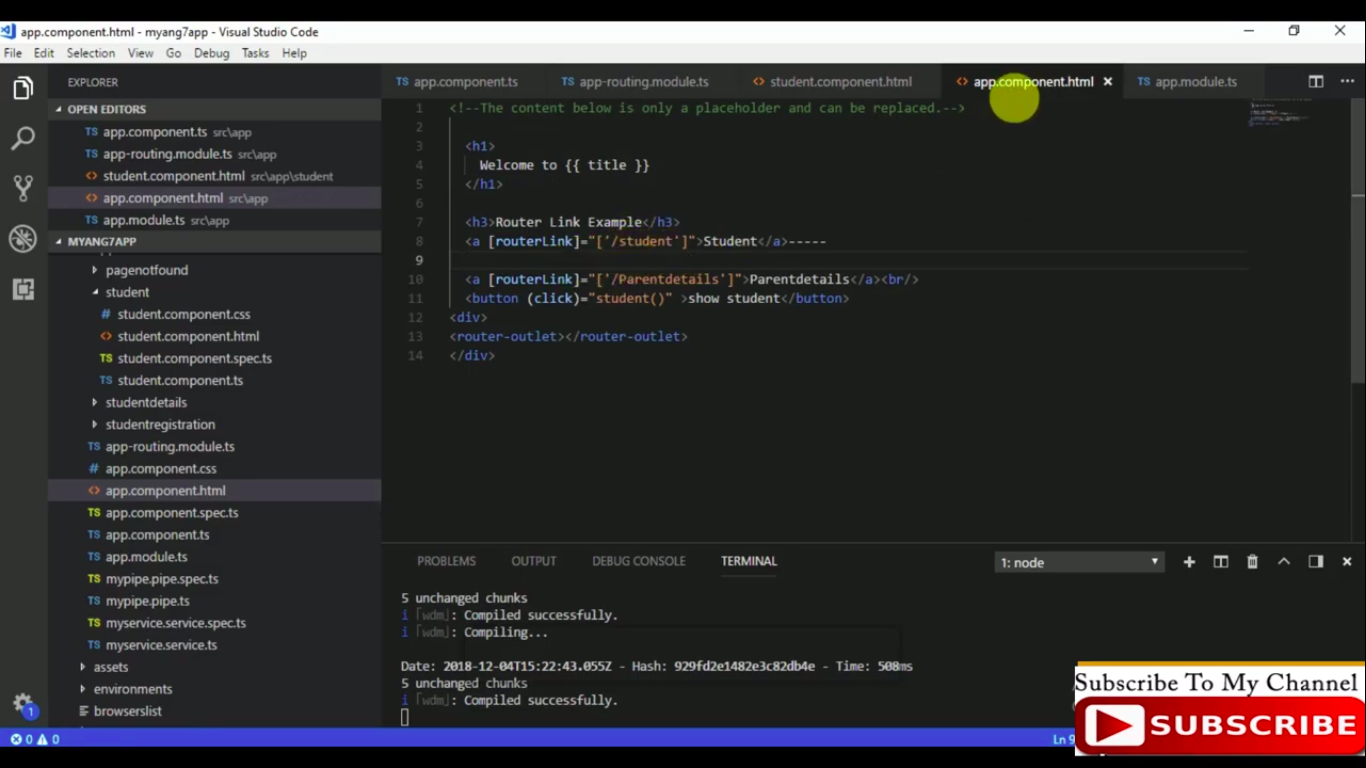 app.component.html - myang7app - Visual Studio Code
File Edit Selection View Go Debug Tasks Help
EXPLORER
OPEN EDITORS
TS app.component.ts src\app
TS app-routing.module.ts src\app
<> student.component.html src\app\student
<> app.component.html src\app
TS app.module.ts src\app
MYANG7APP
pagenotfound
student
# student.component.css
<> student.component.html
TS student.component.spec.ts
TS student.component.ts
studentdetails
studentregistration
TS app-routing.module.ts
# app.component.css
<> app.component.html
TS app.component.spec.ts
TS app.component.ts
TS app.module.ts
TS mypipe.pipe.spec.ts
TS mypipe.pipe.ts
TS myservice.service.spec.ts
TS myservice.service.ts
assets
environments
browserslist
1
0 0
TS app.component.ts TS app-routing.module.ts <> student.component.html <> app.component.html TS app.module.ts
1 <!--The content below is only a placeholder and can be replaced.-->
2
3 <h1>
4 Welcome to {{ title }}
5 </h1>
6
7 <h3>Router Link Example</h3>
8 <a [routerLink]="['/student']">Student</a>-----
9
10 <a [routerLink]="['/Parentdetails']">Parentdetails</a><br/>
11 <button (click)="student()" >show student</button>
12 <div>
13 <router-outlet></router-outlet>
14 </div>
PROBLEMS OUTPUT DEBUG CONSOLE TERMINAL 1: node
5 unchanged chunks
i ｢wdm｣: Compiled successfully.
i ｢wdm｣: Compiling...
Date: 2018-12-04T15:22:43.055Z - Hash: 929fd2e1482e3c82db4e - Time: 508ms
5 unchanged chunks
i ｢wdm｣: Compiled successfully.
Ln 9
Subscribe To My Channel
SUBSCRIBE